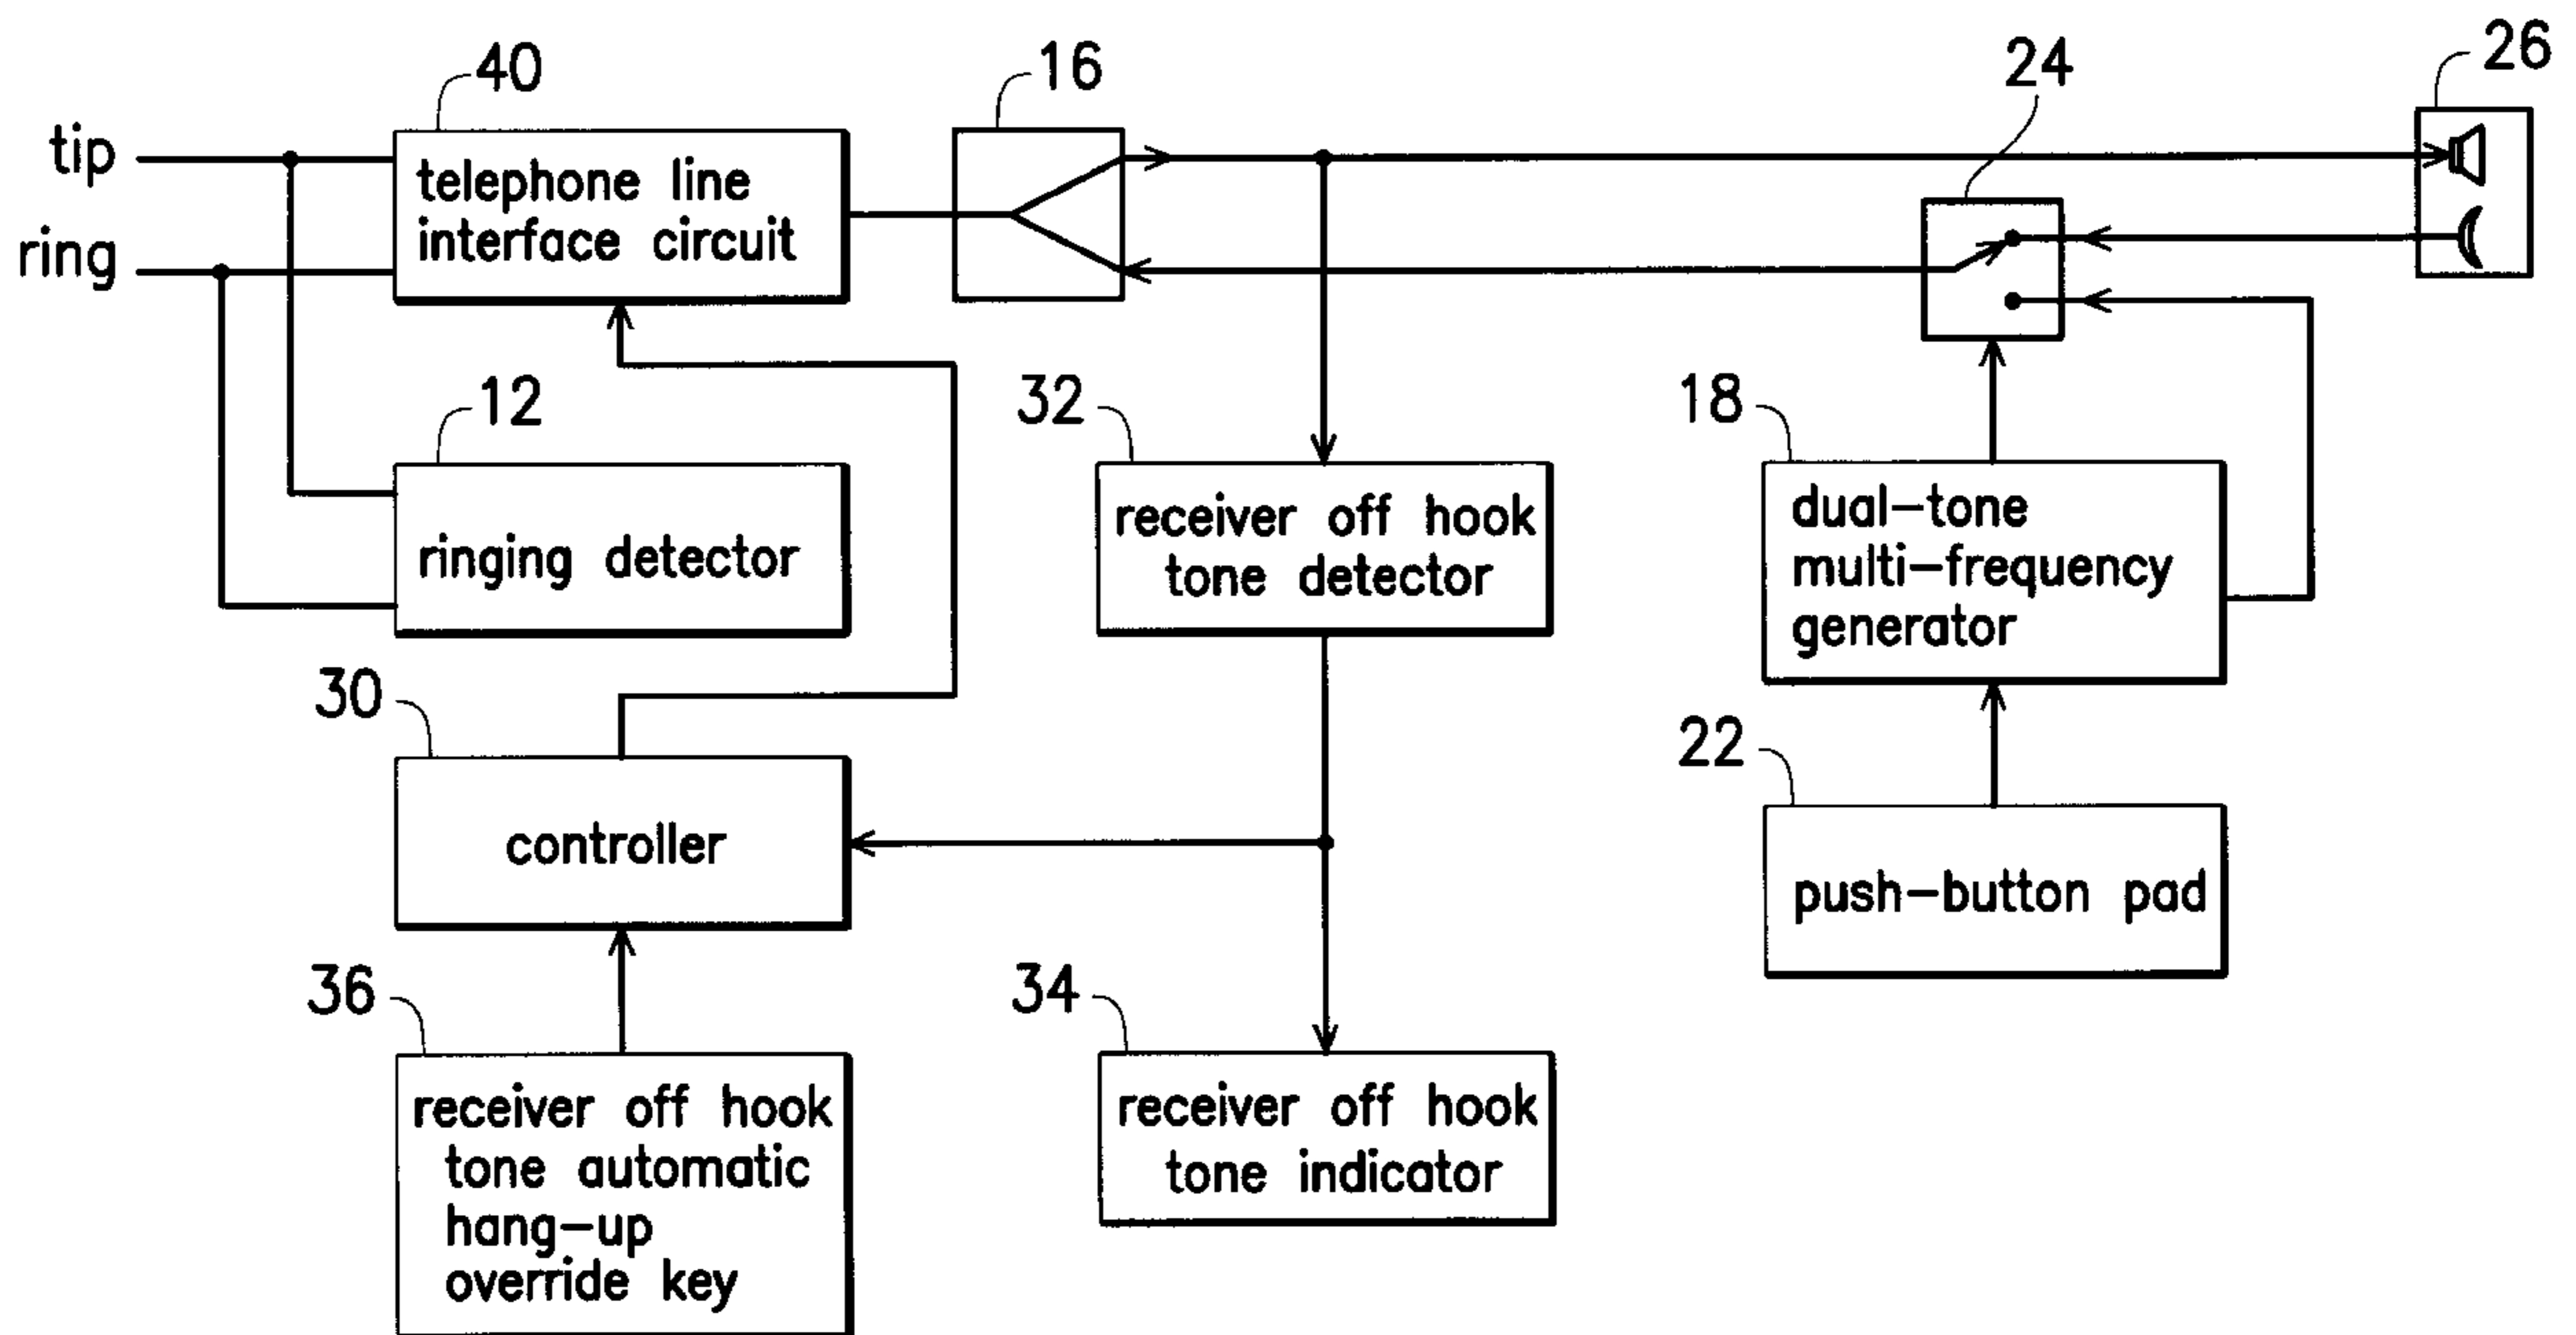 40
16
24
26
tip
telephone line
interface circuit
ring
12
32
18
ringing detector
receiver off hook
tone detector
dual-tone
multi-frequency
generator
30
22
controller
push-button pad
36
34
receiver off hook
tone automatic
hang-up
override key
receiver off hook
tone indicator